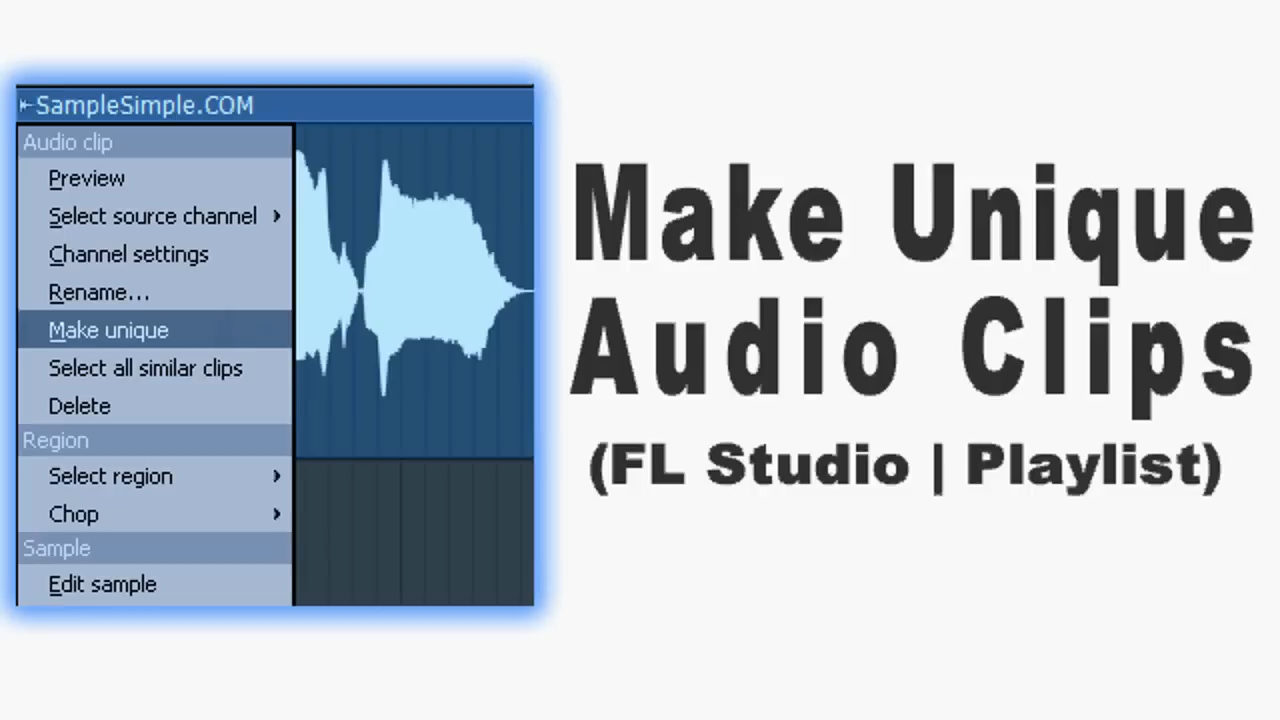 SampleSimple.COM
Audio clip
Preview
Select source channel
Channel settings
Rename...
Make unique
Select all similar clips
Delete
Region
Select region
Chop
Sample
Edit sample
Make Unique
Audio Clips
(FL Studio | Playlist)